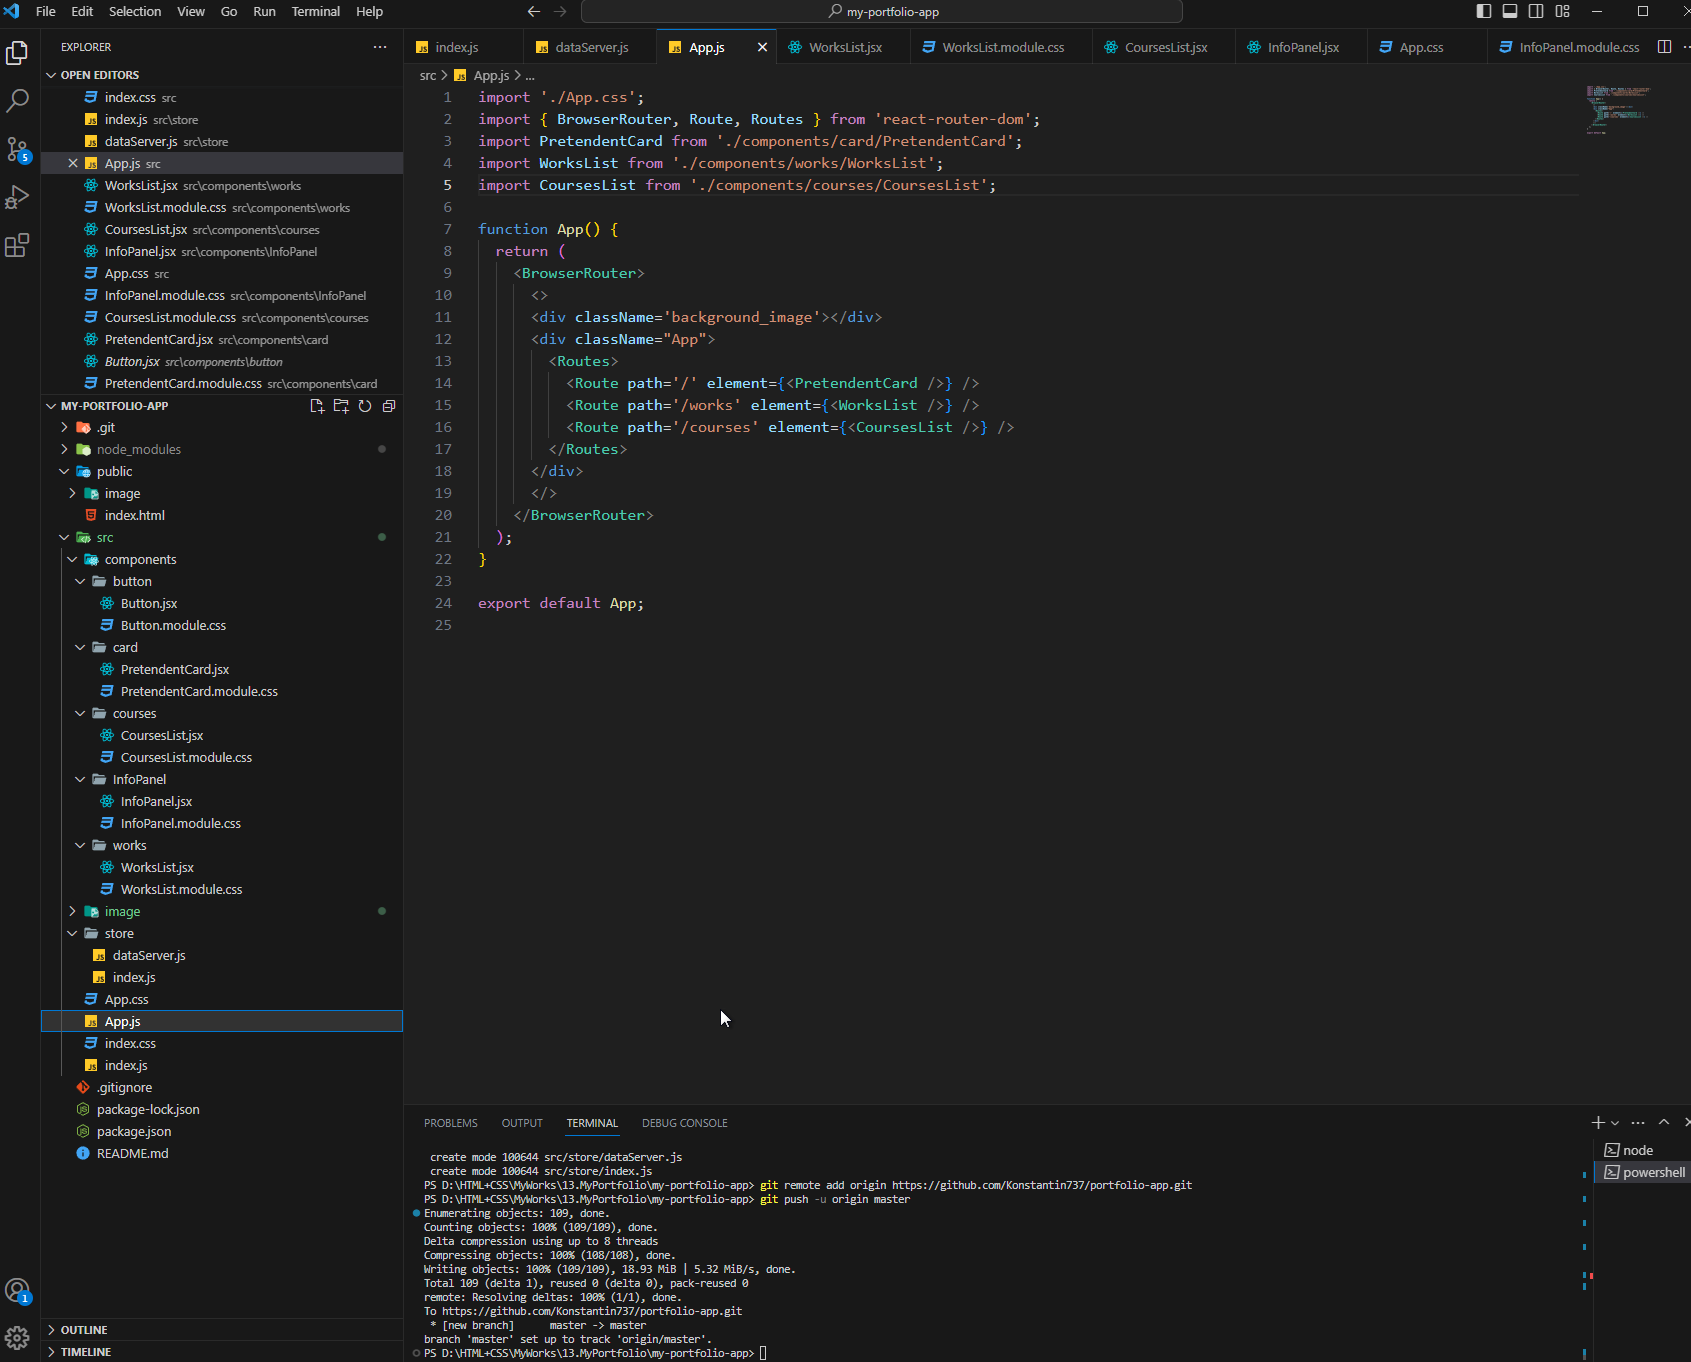 File Edit Selection View Go Run Terminal Help
my-portfolio-app
EXPLORER
index.js
dataServer.js
App.js
WorksList.jsx
WorksList.module.css
CoursesList.jsx
InfoPanel.jsx
App.css
InfoPanel.module.css
OPEN EDITORS
index.css src
index.js src\store
dataServer.js src\store
App.js src
WorksList.jsx src\components\works
WorksList.module.css src\components\works
CoursesList.jsx src\components\courses
InfoPanel.jsx src\components\InfoPanel
App.css src
InfoPanel.module.css src\components\InfoPanel
CoursesList.module.css src\components\courses
PretendentCard.jsx src\components\card
Button.jsx src\components\button
PretendentCard.module.css src\components\card
MY-PORTFOLIO-APP
.git
node_modules
public
image
index.html
src
components
button
Button.jsx
Button.module.css
card
PretendentCard.jsx
PretendentCard.module.css
courses
CoursesList.jsx
CoursesList.module.css
InfoPanel
InfoPanel.jsx
InfoPanel.module.css
works
WorksList.jsx
WorksList.module.css
image
store
dataServer.js
index.js
App.css
App.js
index.css
index.js
.gitignore
package-lock.json
package.json
README.md
OUTLINE
TIMELINE
5
1
src > App.js > ...
1 import './App.css';
2 import { BrowserRouter, Route, Routes } from 'react-router-dom';
3 import PretendentCard from './components/card/PretendentCard';
4 import WorksList from './components/works/WorksList';
5 import CoursesList from './components/courses/CoursesList';
6
7 function App() {
8 return (
9 <BrowserRouter>
10 <>
11 <div className='background_image'></div>
12 <div className="App">
13 <Routes>
14 <Route path='/' element={<PretendentCard />} />
15 <Route path='/works' element={<WorksList />} />
16 <Route path='/courses' element={<CoursesList />} />
17 </Routes>
18 </div>
19 </>
20 </BrowserRouter>
21 );
22 }
23
24 export default App;
25
PROBLEMS OUTPUT TERMINAL DEBUG CONSOLE
node
powershell
create mode 100644 src/store/dataServer.js
create mode 100644 src/store/index.js
PS D:\HTML+CSS\MyWorks\13.MyPortfolio\my-portfolio-app> git remote add origin https://github.com/Konstantin737/portfolio-app.git
PS D:\HTML+CSS\MyWorks\13.MyPortfolio\my-portfolio-app> git push -u origin master
Enumerating objects: 109, done.
Counting objects: 100% (109/109), done.
Delta compression using up to 8 threads
Compressing objects: 100% (108/108), done.
Writing objects: 100% (109/109), 18.93 MiB | 5.32 MiB/s, done.
Total 109 (delta 1), reused 0 (delta 0), pack-reused 0
remote: Resolving deltas: 100% (1/1), done.
To https://github.com/Konstantin737/portfolio-app.git
* [new branch] master -> master
branch 'master' set up to track 'origin/master'.
PS D:\HTML+CSS\MyWorks\13.MyPortfolio\my-portfolio-app>